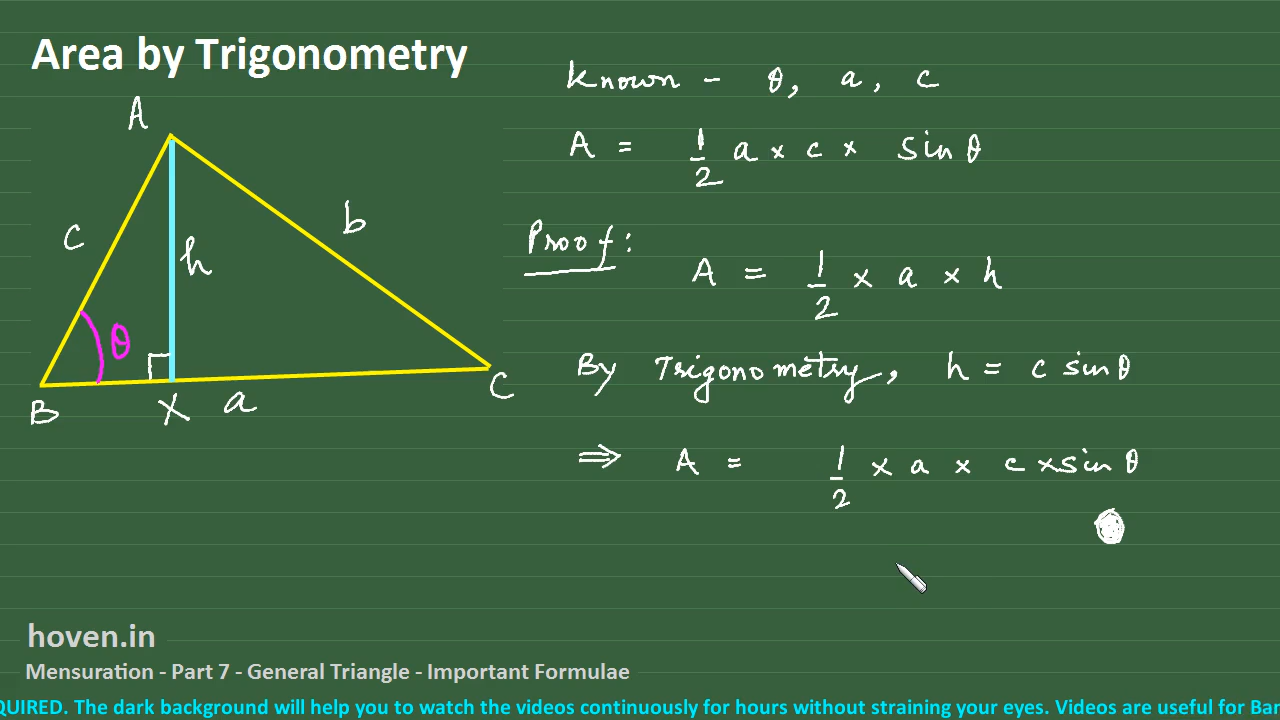 Area by Trigonometry
Known - θ, a, c
A
A = 1/2 a × c × sin θ
c
h
b
Proof:
A = 1/2 × a × h
θ
By Trigonometry, h = c sin θ
B
X
a
C
⇒ A = 1/2 × a × c × sin θ
hoven.in
Mensuration - Part 7 - General Triangle - Important Formulae
QUIRED. The dark background will help you to watch the videos continuously for hours without straining your eyes. Videos are useful for Ban